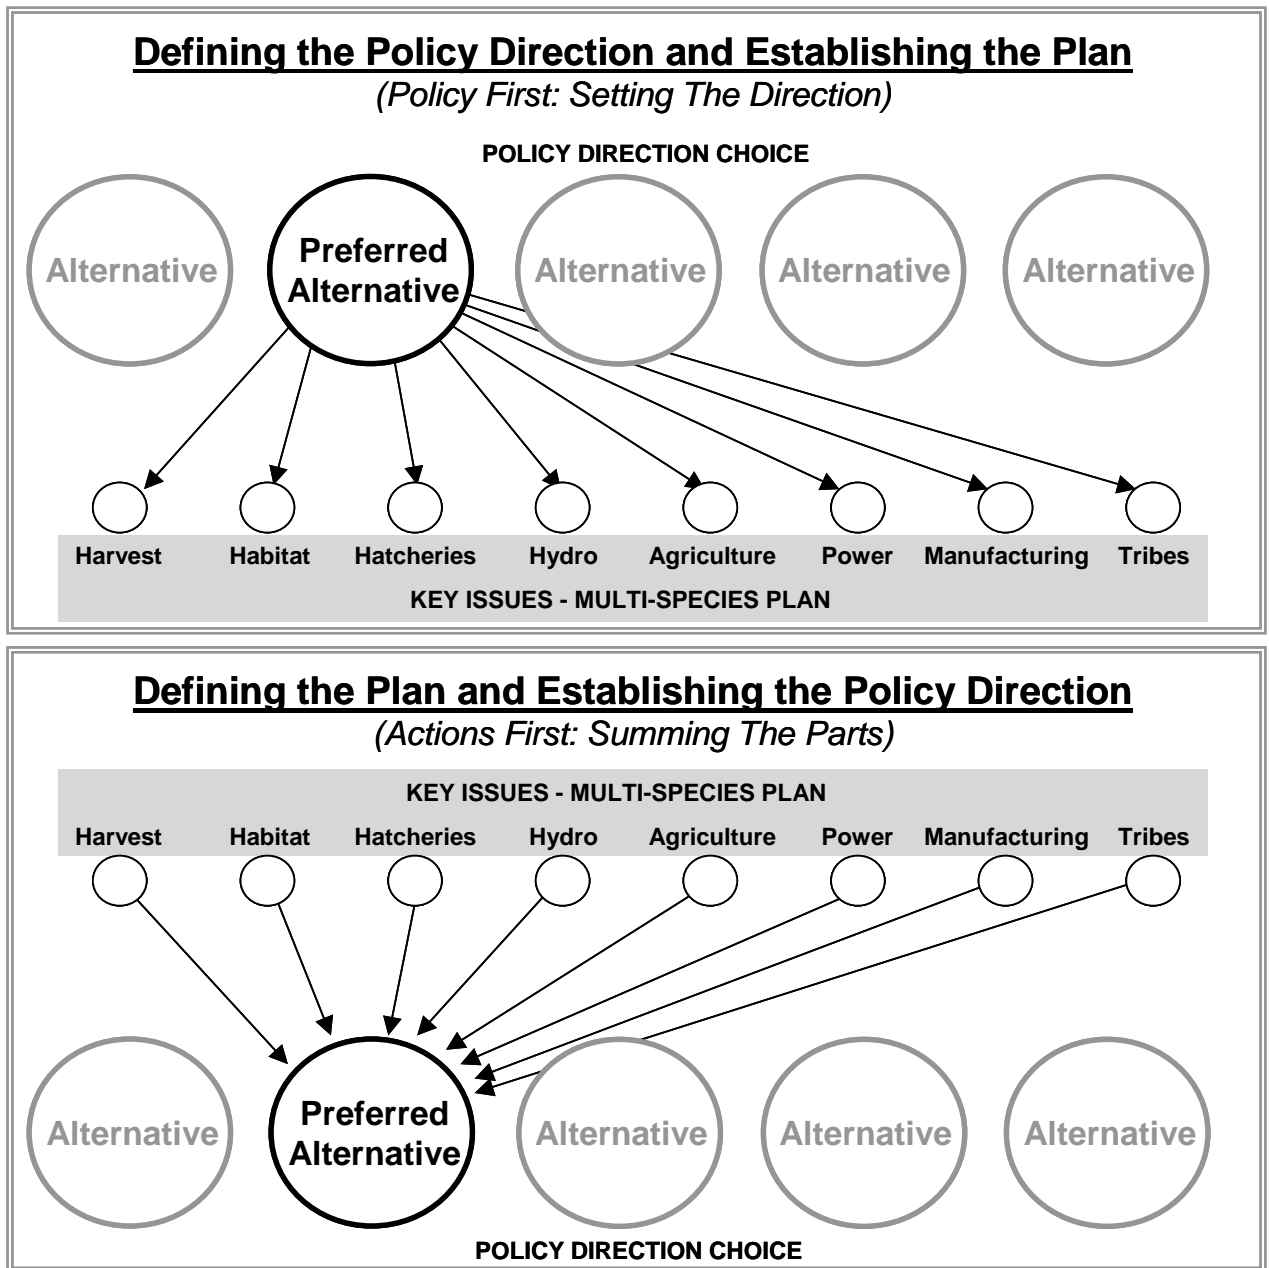 Defining the Policy Direction and Establishing the Plan
(Policy First: Setting The Direction)
POLICY DIRECTION CHOICE
Alternative
Preferred
Alternative
Alternative
Alternative
Alternative
Harvest Habitat Hatcheries Hydro Agriculture Power Manufacturing Tribes
KEY ISSUES - MULTI-SPECIES PLAN
Defining the Plan and Establishing the Policy Direction
(Actions First: Summing The Parts)
KEY ISSUES - MULTI-SPECIES PLAN
Harvest Habitat Hatcheries Hydro Agriculture Power Manufacturing Tribes
Alternative
Preferred
Alternative
Alternative
Alternative
Alternative
POLICY DIRECTION CHOICE